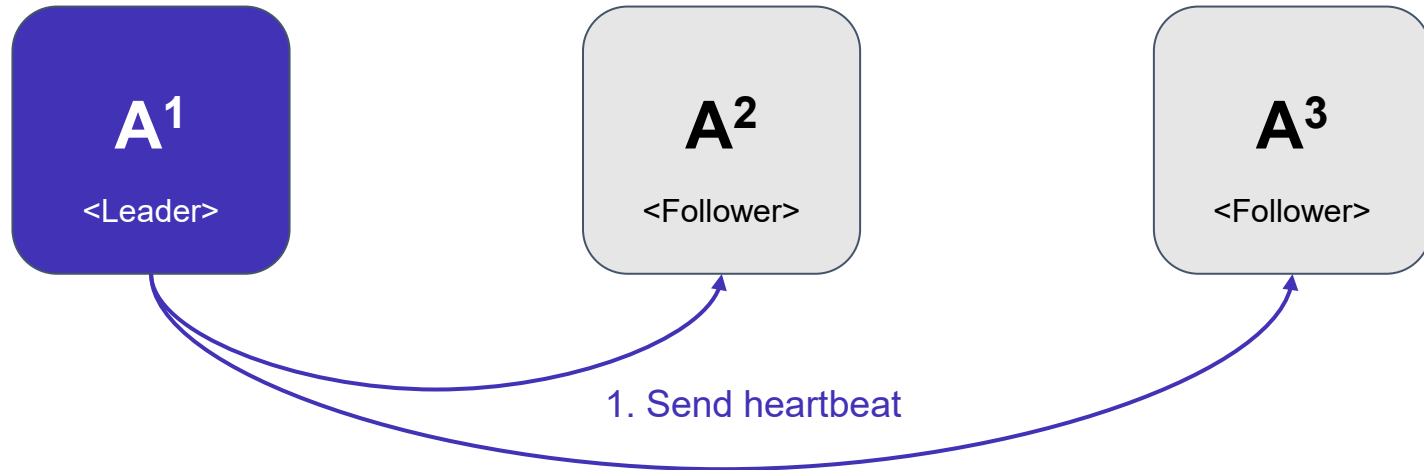 A¹
<Leader>
A²
<Follower>
A³
<Follower>
1. Send heartbeat